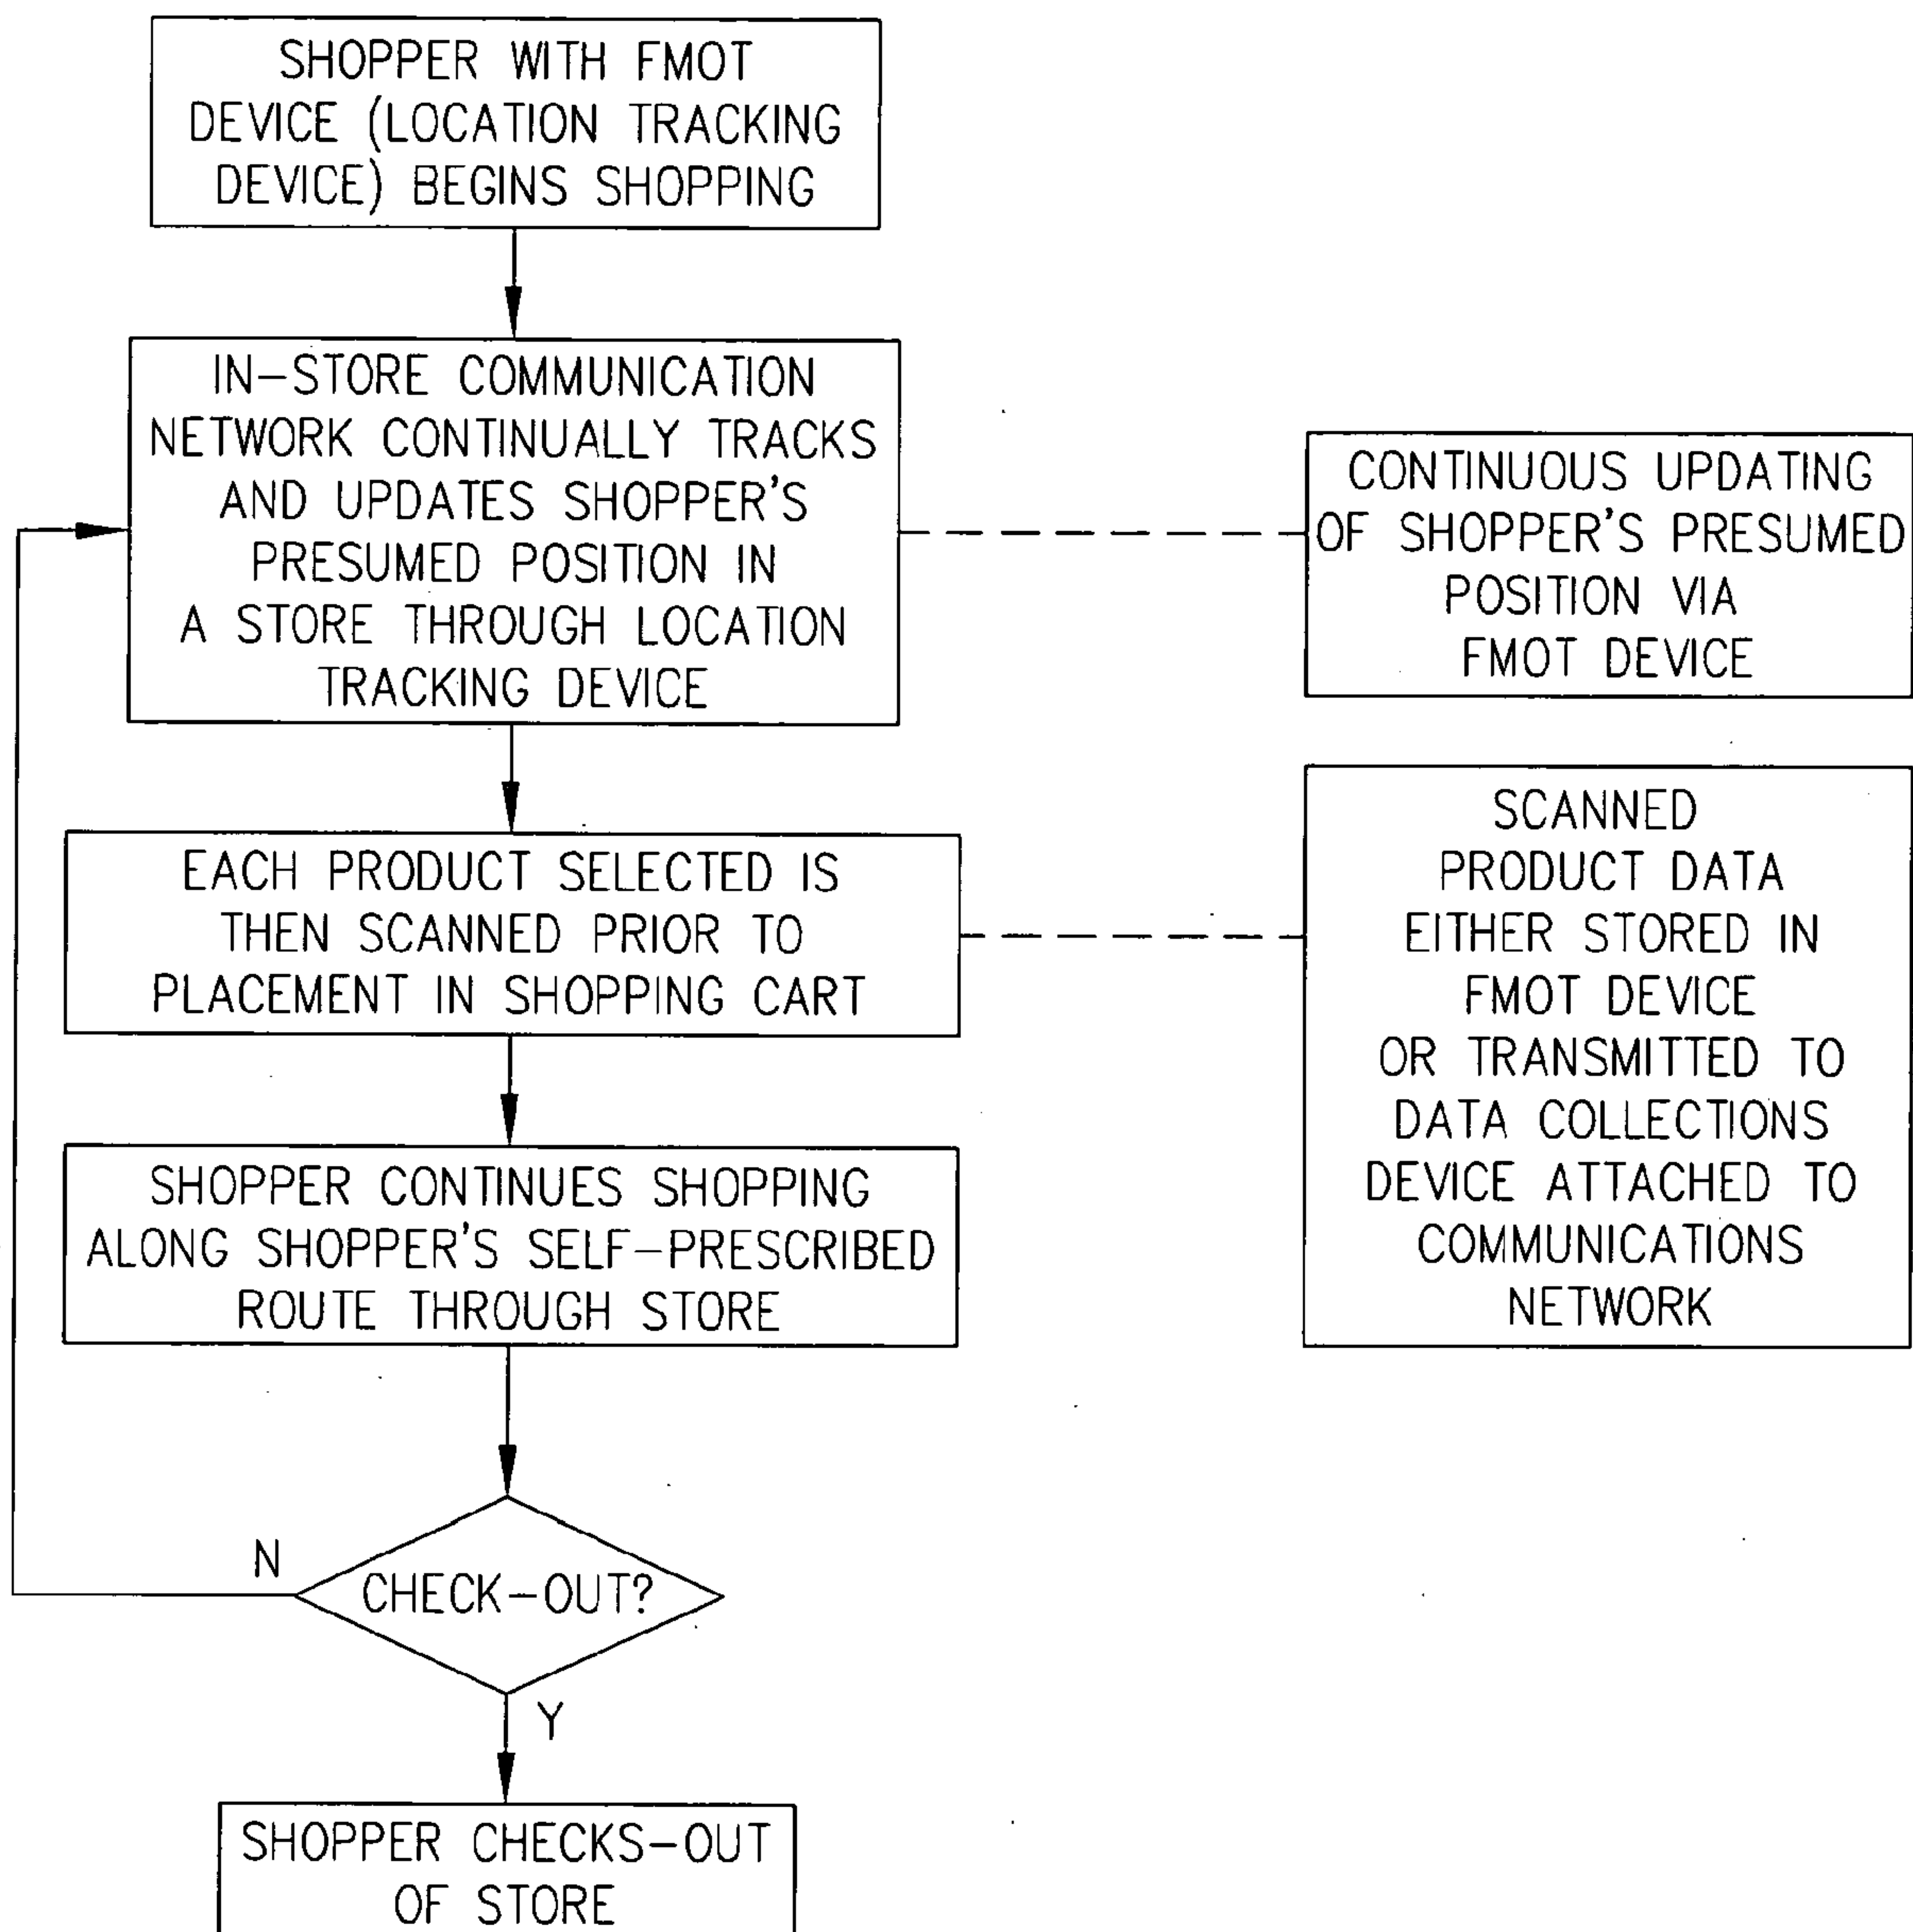 SHOPPER WITH FMOT
DEVICE (LOCATION TRACKING
DEVICE) BEGINS SHOPPING
IN-STORE COMMUNICATION
NETWORK CONTINUALLY TRACKS
AND UPDATES SHOPPER'S
PRESUMED POSITION IN
A STORE THROUGH LOCATION
TRACKING DEVICE
CONTINUOUS UPDATING
OF SHOPPER'S PRESUMED
POSITION VIA
FMOT DEVICE
EACH PRODUCT SELECTED IS
THEN SCANNED PRIOR TO
PLACEMENT IN SHOPPING CART
SCANNED
PRODUCT DATA
EITHER STORED IN
FMOT DEVICE
OR TRANSMITTED TO
DATA COLLECTIONS
DEVICE ATTACHED TO
COMMUNICATIONS
NETWORK
SHOPPER CONTINUES SHOPPING
ALONG SHOPPER'S SELF-PRESCRIBED
ROUTE THROUGH STORE
N
CHECK-OUT?
Y
SHOPPER CHECKS-OUT
OF STORE